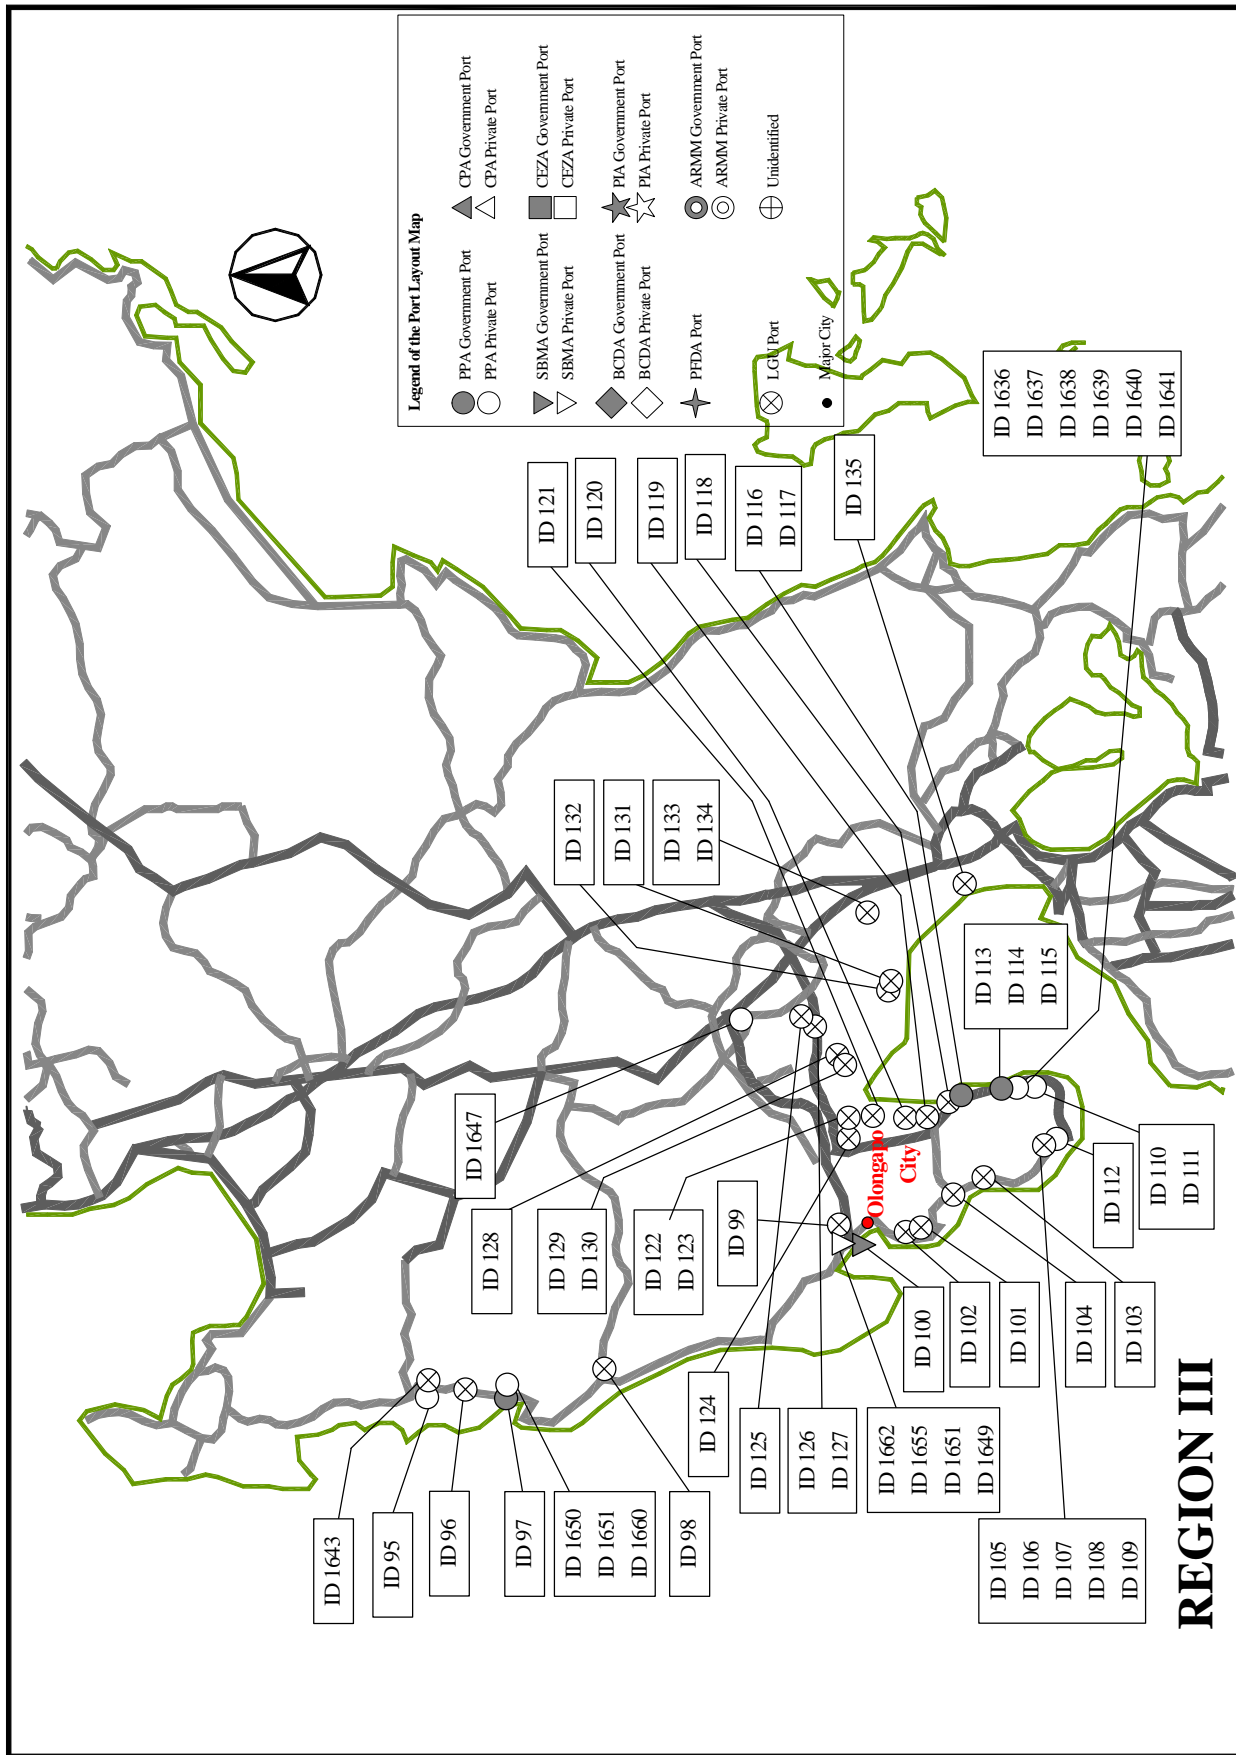 Legend of the Port Layout Map
PPA Government Port
PPA Private Port
SBMA Government Port
SBMA Private Port
BCDA Government Port
BCDA Private Port
PFDA Port
LGU Port
Major City
CPA Government Port
CPA Private Port
CEZA Government Port
CEZA Private Port
PIA Government Port
PIA Private Port
ARMM Government Port
ARMM Private Port
Unidentified
ID 121
ID 120
ID 119
ID 118
ID 116
ID 117
ID 135
ID 1636
ID 1637
ID 1638
ID 1639
ID 1640
ID 1641
ID 132
ID 131
ID 133
ID 134
ID 113
ID 114
ID 115
ID 1647
ID 128
ID 129
ID 130
ID 122
ID 123
ID 99
Olongapo
City
ID 112
ID 110
ID 111
ID 100
ID 102
ID 101
ID 104
ID 103
ID 124
ID 125
ID 126
ID 127
ID 1662
ID 1655
ID 1651
ID 1649
ID 1643
ID 95
ID 96
ID 97
ID 1650
ID 1651
ID 1660
ID 98
ID 105
ID 106
ID 107
ID 108
ID 109
REGION III